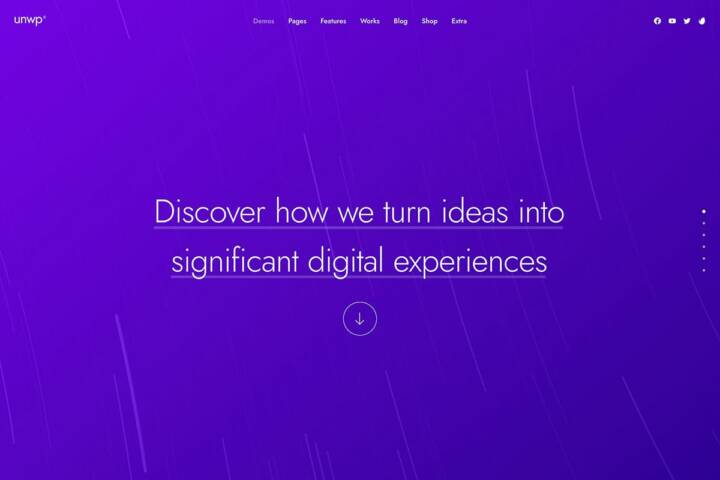 unwp®
Demos Pages Features Works Blog Shop Extra
Discover how we turn ideas into
significant digital experiences